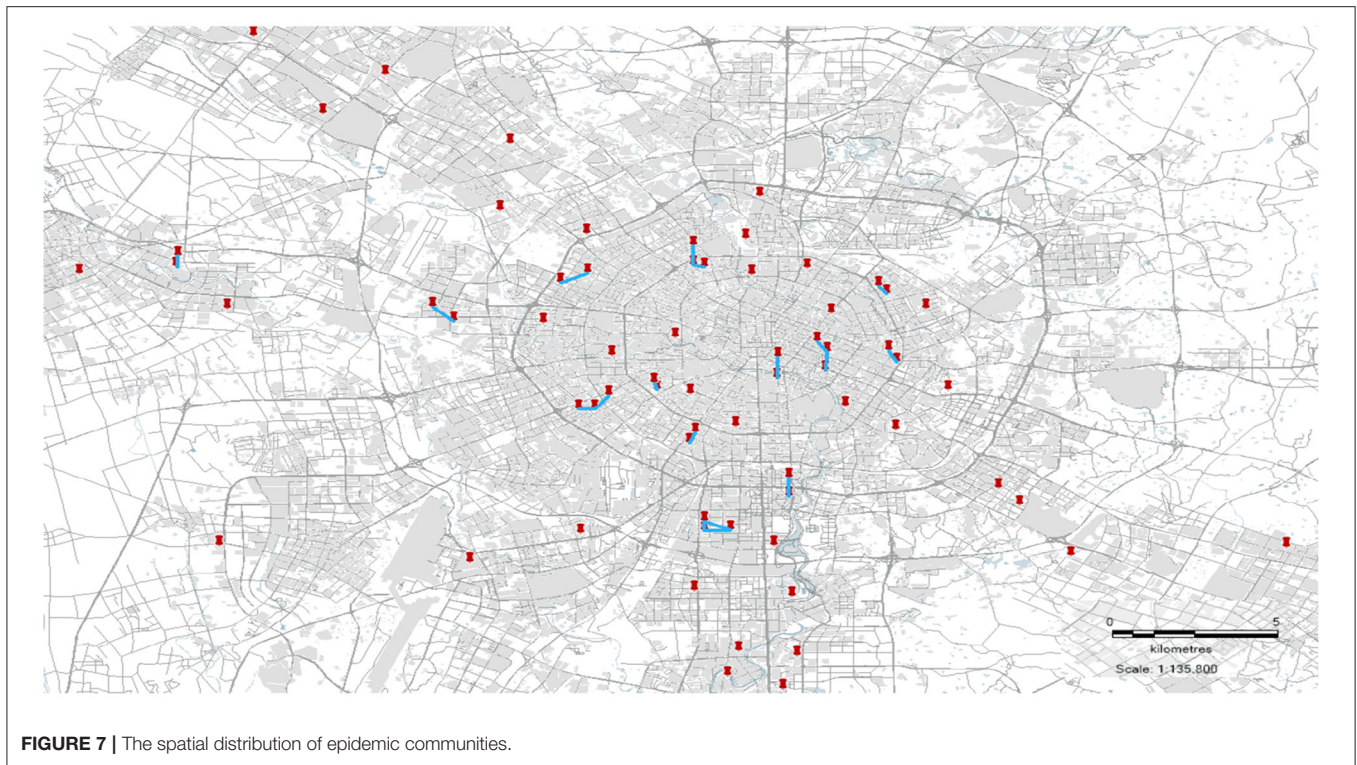 0 5
kilometres
Scale: 1:135.800
FIGURE 7 | The spatial distribution of epidemic communities.